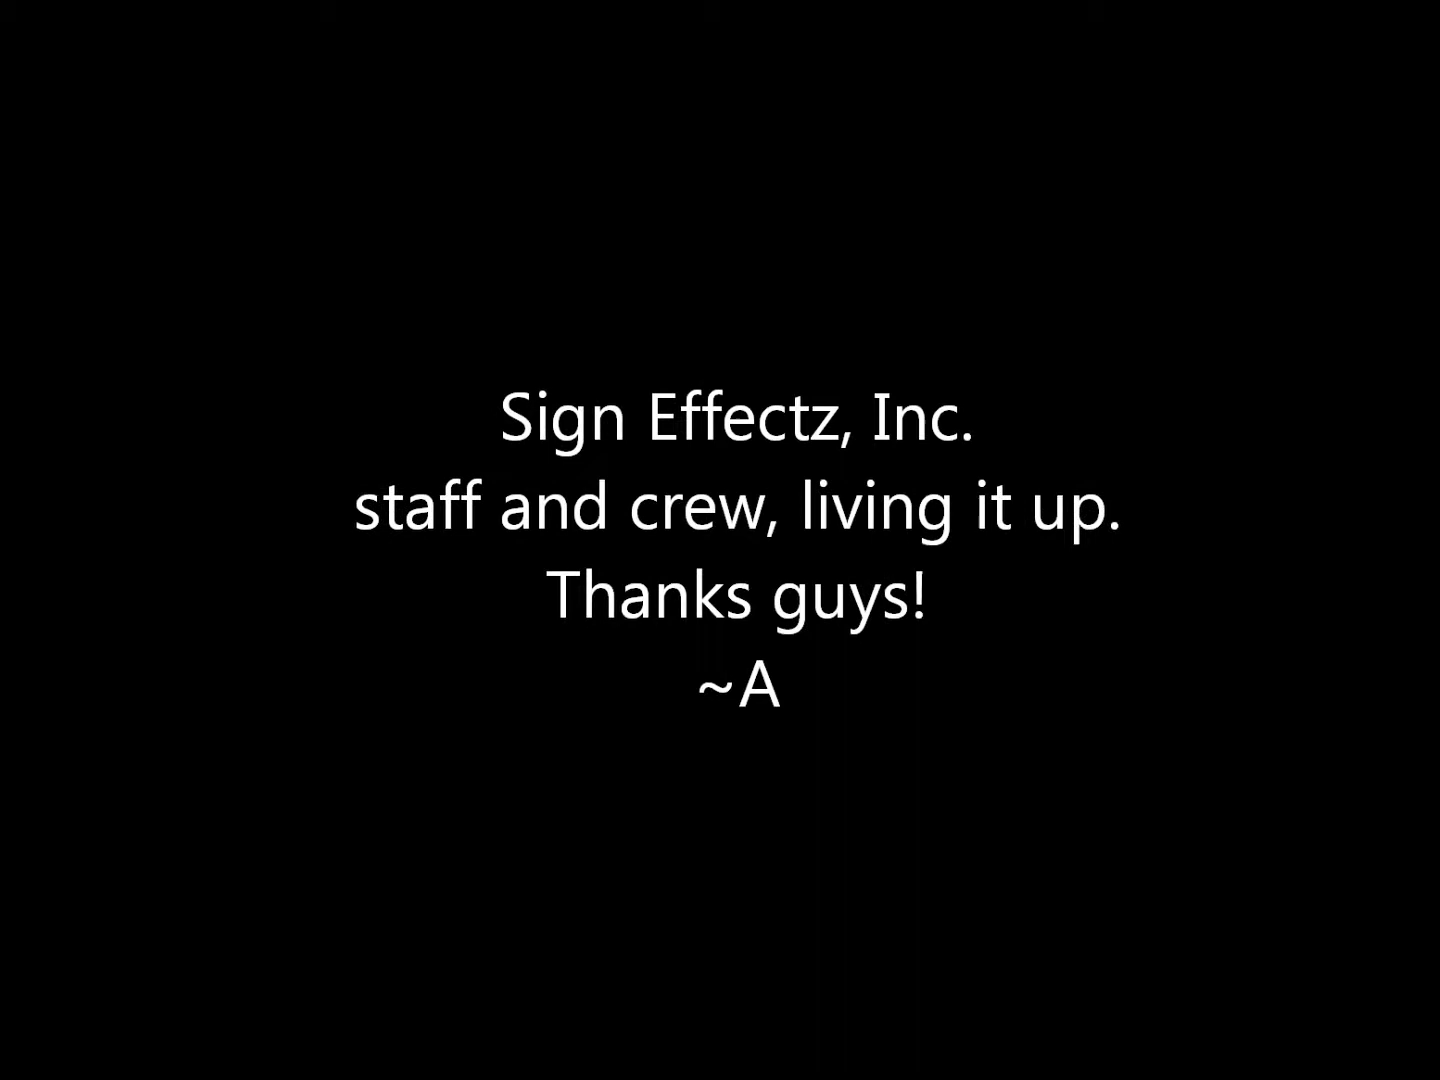 Sign Effectz, Inc.
staff and crew, living it up.
Thanks guys!
~A